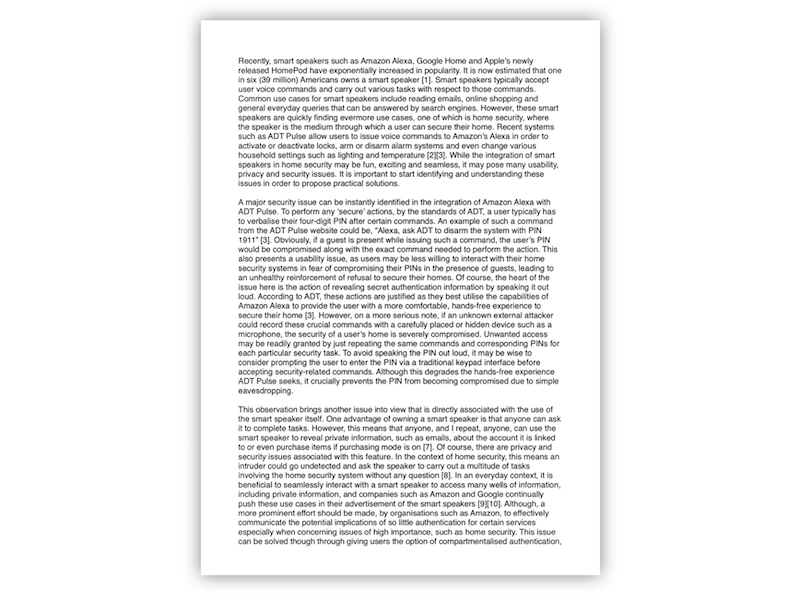 Recently, smart speakers such as Amazon Alexa, Google Home and Apple's newly
released HomePod have exponentially increased in popularity. It is now estimated that one
in six (39 million) Americans owns a smart speaker [1]. Smart speakers typically accept
user voice commands and carry out various tasks with respect to those commands.
Common use cases for smart speakers include reading emails, online shopping and
general everyday queries that can be answered by search engines. However, these smart
speakers are quickly finding evermore use cases, one of which is home security, where
the speaker is the medium through which a user can secure their home. Recent systems
such as ADT Pulse allow users to issue voice commands to Amazon's Alexa in order to
activate or deactivate locks, arm or disarm alarm systems and even change various
household settings such as lighting and temperature [2][3]. While the integration of smart
speakers in home security may be fun, exciting and seamless, it may pose many usability,
privacy and security issues. It is important to start identifying and understanding these
issues in order to propose practical solutions.
A major security issue can be instantly identified in the integration of Amazon Alexa with
ADT Pulse. To perform any 'secure' actions, by the standards of ADT, a user typically has
to verbalise their four-digit PIN after certain commands. An example of such a command
from the ADT Pulse website could be, "Alexa, ask ADT to disarm the system with PIN
1911" [3]. Obviously, if a guest is present while issuing such a command, the user's PIN
would be compromised along with the exact command needed to perform the action. This
also presents a usability issue, as users may be less willing to interact with their home
security systems in fear of compromising their PINs in the presence of guests, leading to
an unhealthy reinforcement of refusal to secure their homes. Of course, the heart of the
issue here is the action of revealing secret authentication information by speaking it out
loud. According to ADT, these actions are justified as they best utilise the capabilities of
Amazon Alexa to provide the user with a more comfortable, hands-free experience to
secure their home [3]. However, on a more serious note, if an unknown external attacker
could record these crucial commands with a carefully placed or hidden device such as a
microphone, the security of a user's home is severely compromised. Unwanted access
may be readily granted by just repeating the same commands and corresponding PINs for
each particular security task. To avoid speaking the PIN out loud, it may be wise to
consider prompting the user to enter the PIN via a traditional keypad interface before
accepting security-related commands. Although this degrades the hands-free experience
ADT Pulse seeks, it crucially prevents the PIN from becoming compromised due to simple
eavesdropping.
This observation brings another issue into view that is directly associated with the use of
the smart speaker itself. One advantage of owning a smart speaker is that anyone can ask
it to complete tasks. However, this means that anyone, and I repeat, anyone, can use the
smart speaker to reveal private information, such as emails, about the account it is linked
to or even purchase items if purchasing mode is on [7]. Of course, there are privacy and
security issues associated with this feature. In the context of home security, this means an
intruder could go undetected and ask the speaker to carry out a multitude of tasks
involving the home security system without any question [8]. In an everyday context, it is
beneficial to seamlessly interact with a smart speaker to access many wells of information,
including private information, and companies such as Amazon and Google continually
push these use cases in their advertisement of the smart speakers [9][10]. Although, a
more prominent effort should be made, by organisations such as Amazon, to effectively
communicate the potential implications of so little authentication for certain services
especially when concerning issues of high importance, such as home security. This issue
can be solved though through giving users the option of compartmentalised authentication,